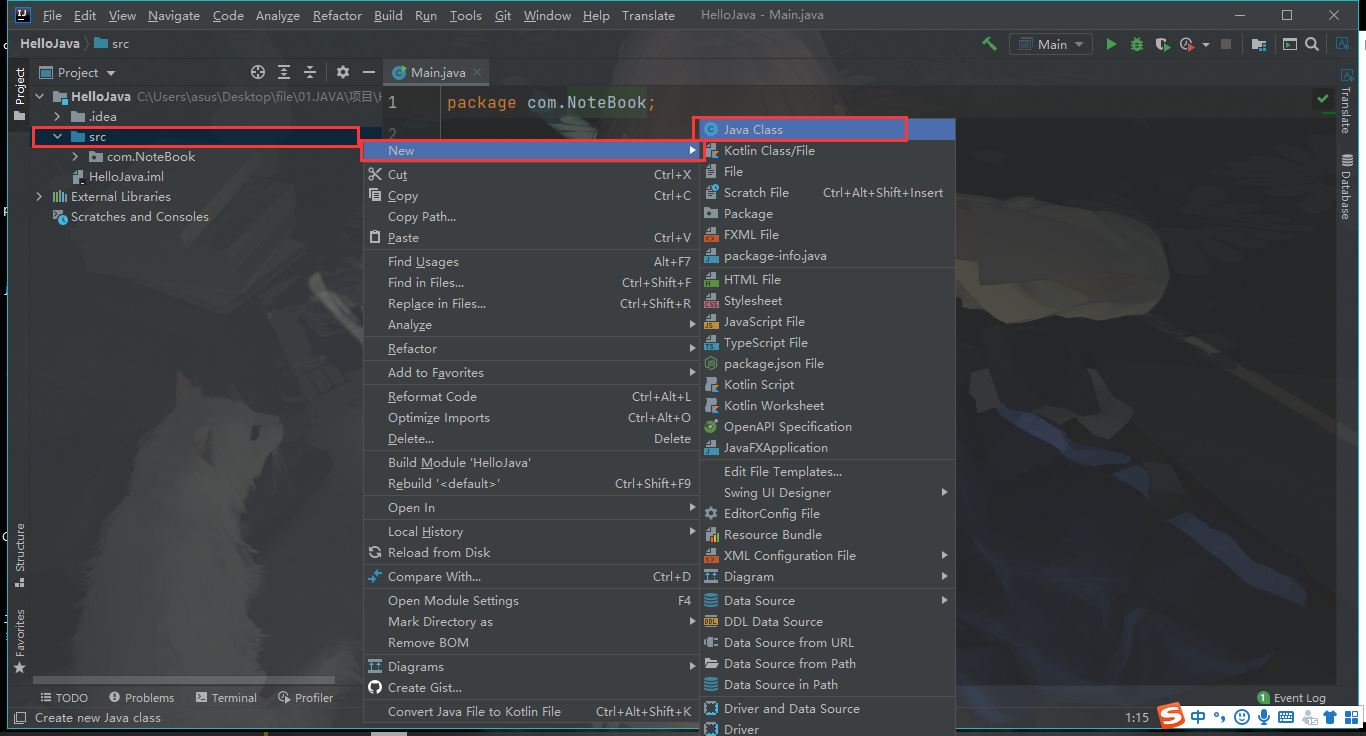 File Edit View Navigate Code Analyze Refactor Build Run Tools Git Window Help Translate HelloJava - Main.java
HelloJava src
Main
Project
Main.java
Project
HelloJava C:\Users\asus\Desktop\file\01.JAVA\项目\H
.idea
src
com.NoteBook
HelloJava.iml
External Libraries
Scratches and Consoles
1 package com.NoteBook;
2
New
Cut Ctrl+X
Copy Ctrl+C
Copy Path...
Paste Ctrl+V
Find Usages Alt+F7
Find in Files... Ctrl+Shift+F
Replace in Files... Ctrl+Shift+R
Analyze
Refactor
Add to Favorites
Reformat Code Ctrl+Alt+L
Optimize Imports Ctrl+Alt+O
Delete... Delete
Build Module 'HelloJava'
Rebuild '<default>' Ctrl+Shift+F9
Open In
Local History
Reload from Disk
Compare With... Ctrl+D
Open Module Settings F4
Mark Directory as
Remove BOM
Diagrams
Create Gist...
Convert Java File to Kotlin File Ctrl+Alt+Shift+K
Java Class
Kotlin Class/File
File
Scratch File Ctrl+Alt+Shift+Insert
Package
FXML File
package-info.java
HTML File
Stylesheet
JavaScript File
TypeScript File
package.json File
Kotlin Script
Kotlin Worksheet
OpenAPI Specification
JavaFXApplication
Edit File Templates...
Swing UI Designer
EditorConfig File
Resource Bundle
XML Configuration File
Diagram
Data Source
DDL Data Source
Data Source from URL
Data Source from Path
Data Source in Path
Driver and Data Source
Driver
Translate
Database
Structure
Favorites
TODO Problems Terminal Profiler
1 Event Log
Create new Java class
1:15
中